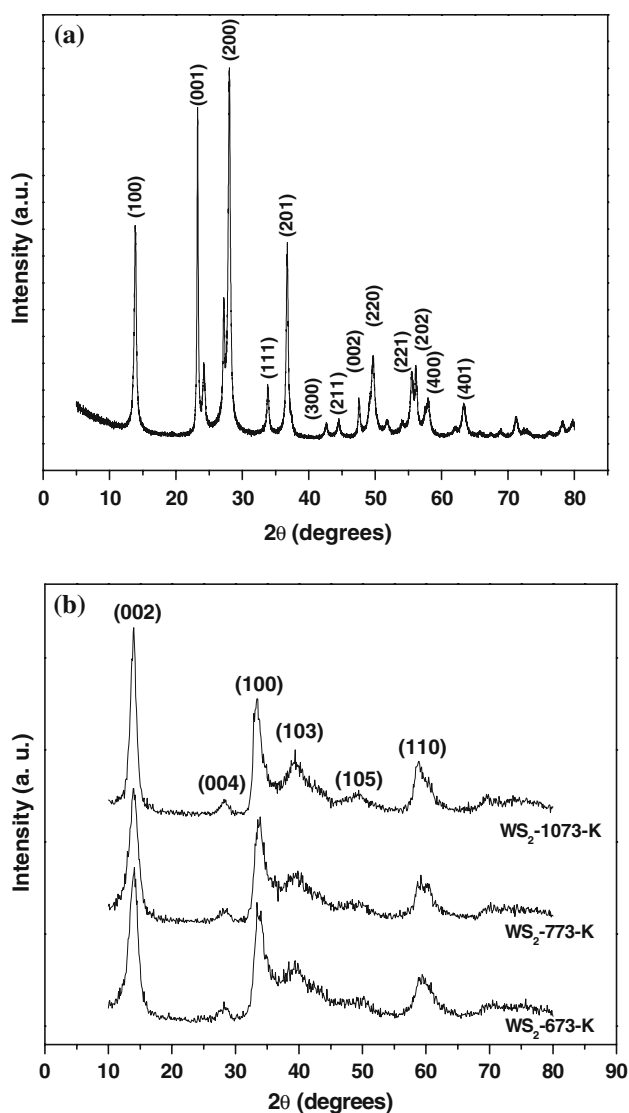 (a)
(200)
(001)
(100)
(201)
(111)
(300)
(211)
(002)
(220)
(221)
(202)
(400)
(401)
Intensity (a.u.)
0 10 20 30 40 50 60 70 80
2θ (degrees)
(b)
(002)
(100)
(103)
(004)
(105)
(110)
WS₂-1073-K
WS₂-773-K
WS₂-673-K
Intensity (a. u.)
0 10 20 30 40 50 60 70 80 90
2θ (degrees)